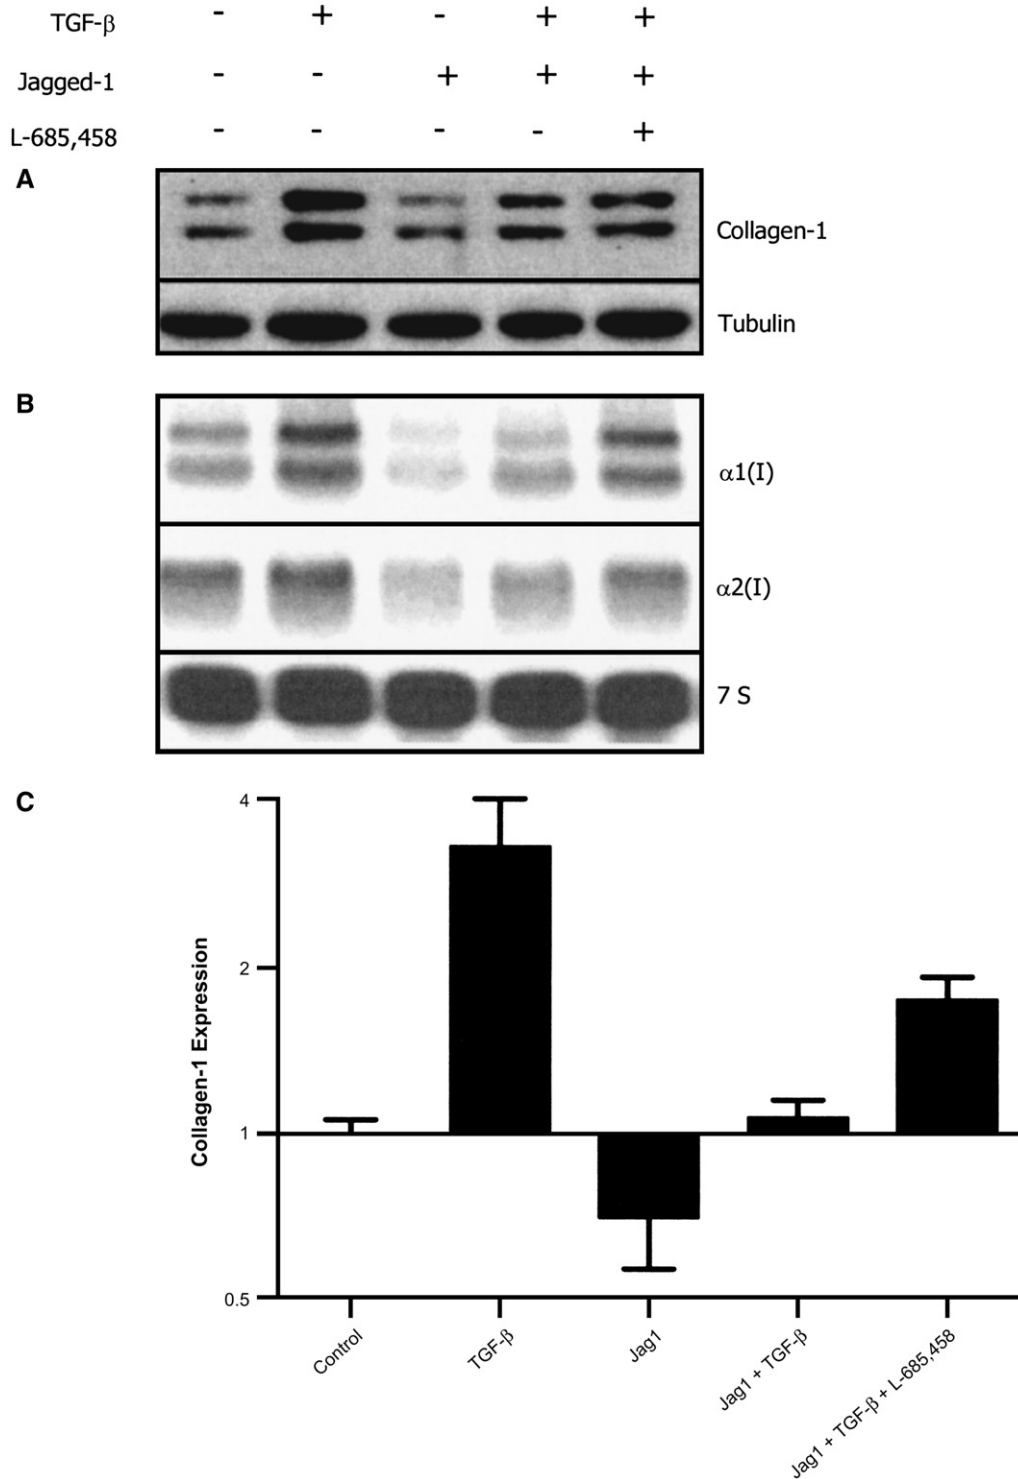 TGF-β - + - + +
Jagged-1 - - + + +
L-685,458 - - - - +
A
Collagen-1
Tubulin
B
α1(I)
α2(I)
7 S
C
Collagen-1 Expression
4
2
1
0.5
Control
TGF-β
Jag1
Jag1 + TGF-β
Jag1 + TGF-β + L-685,458